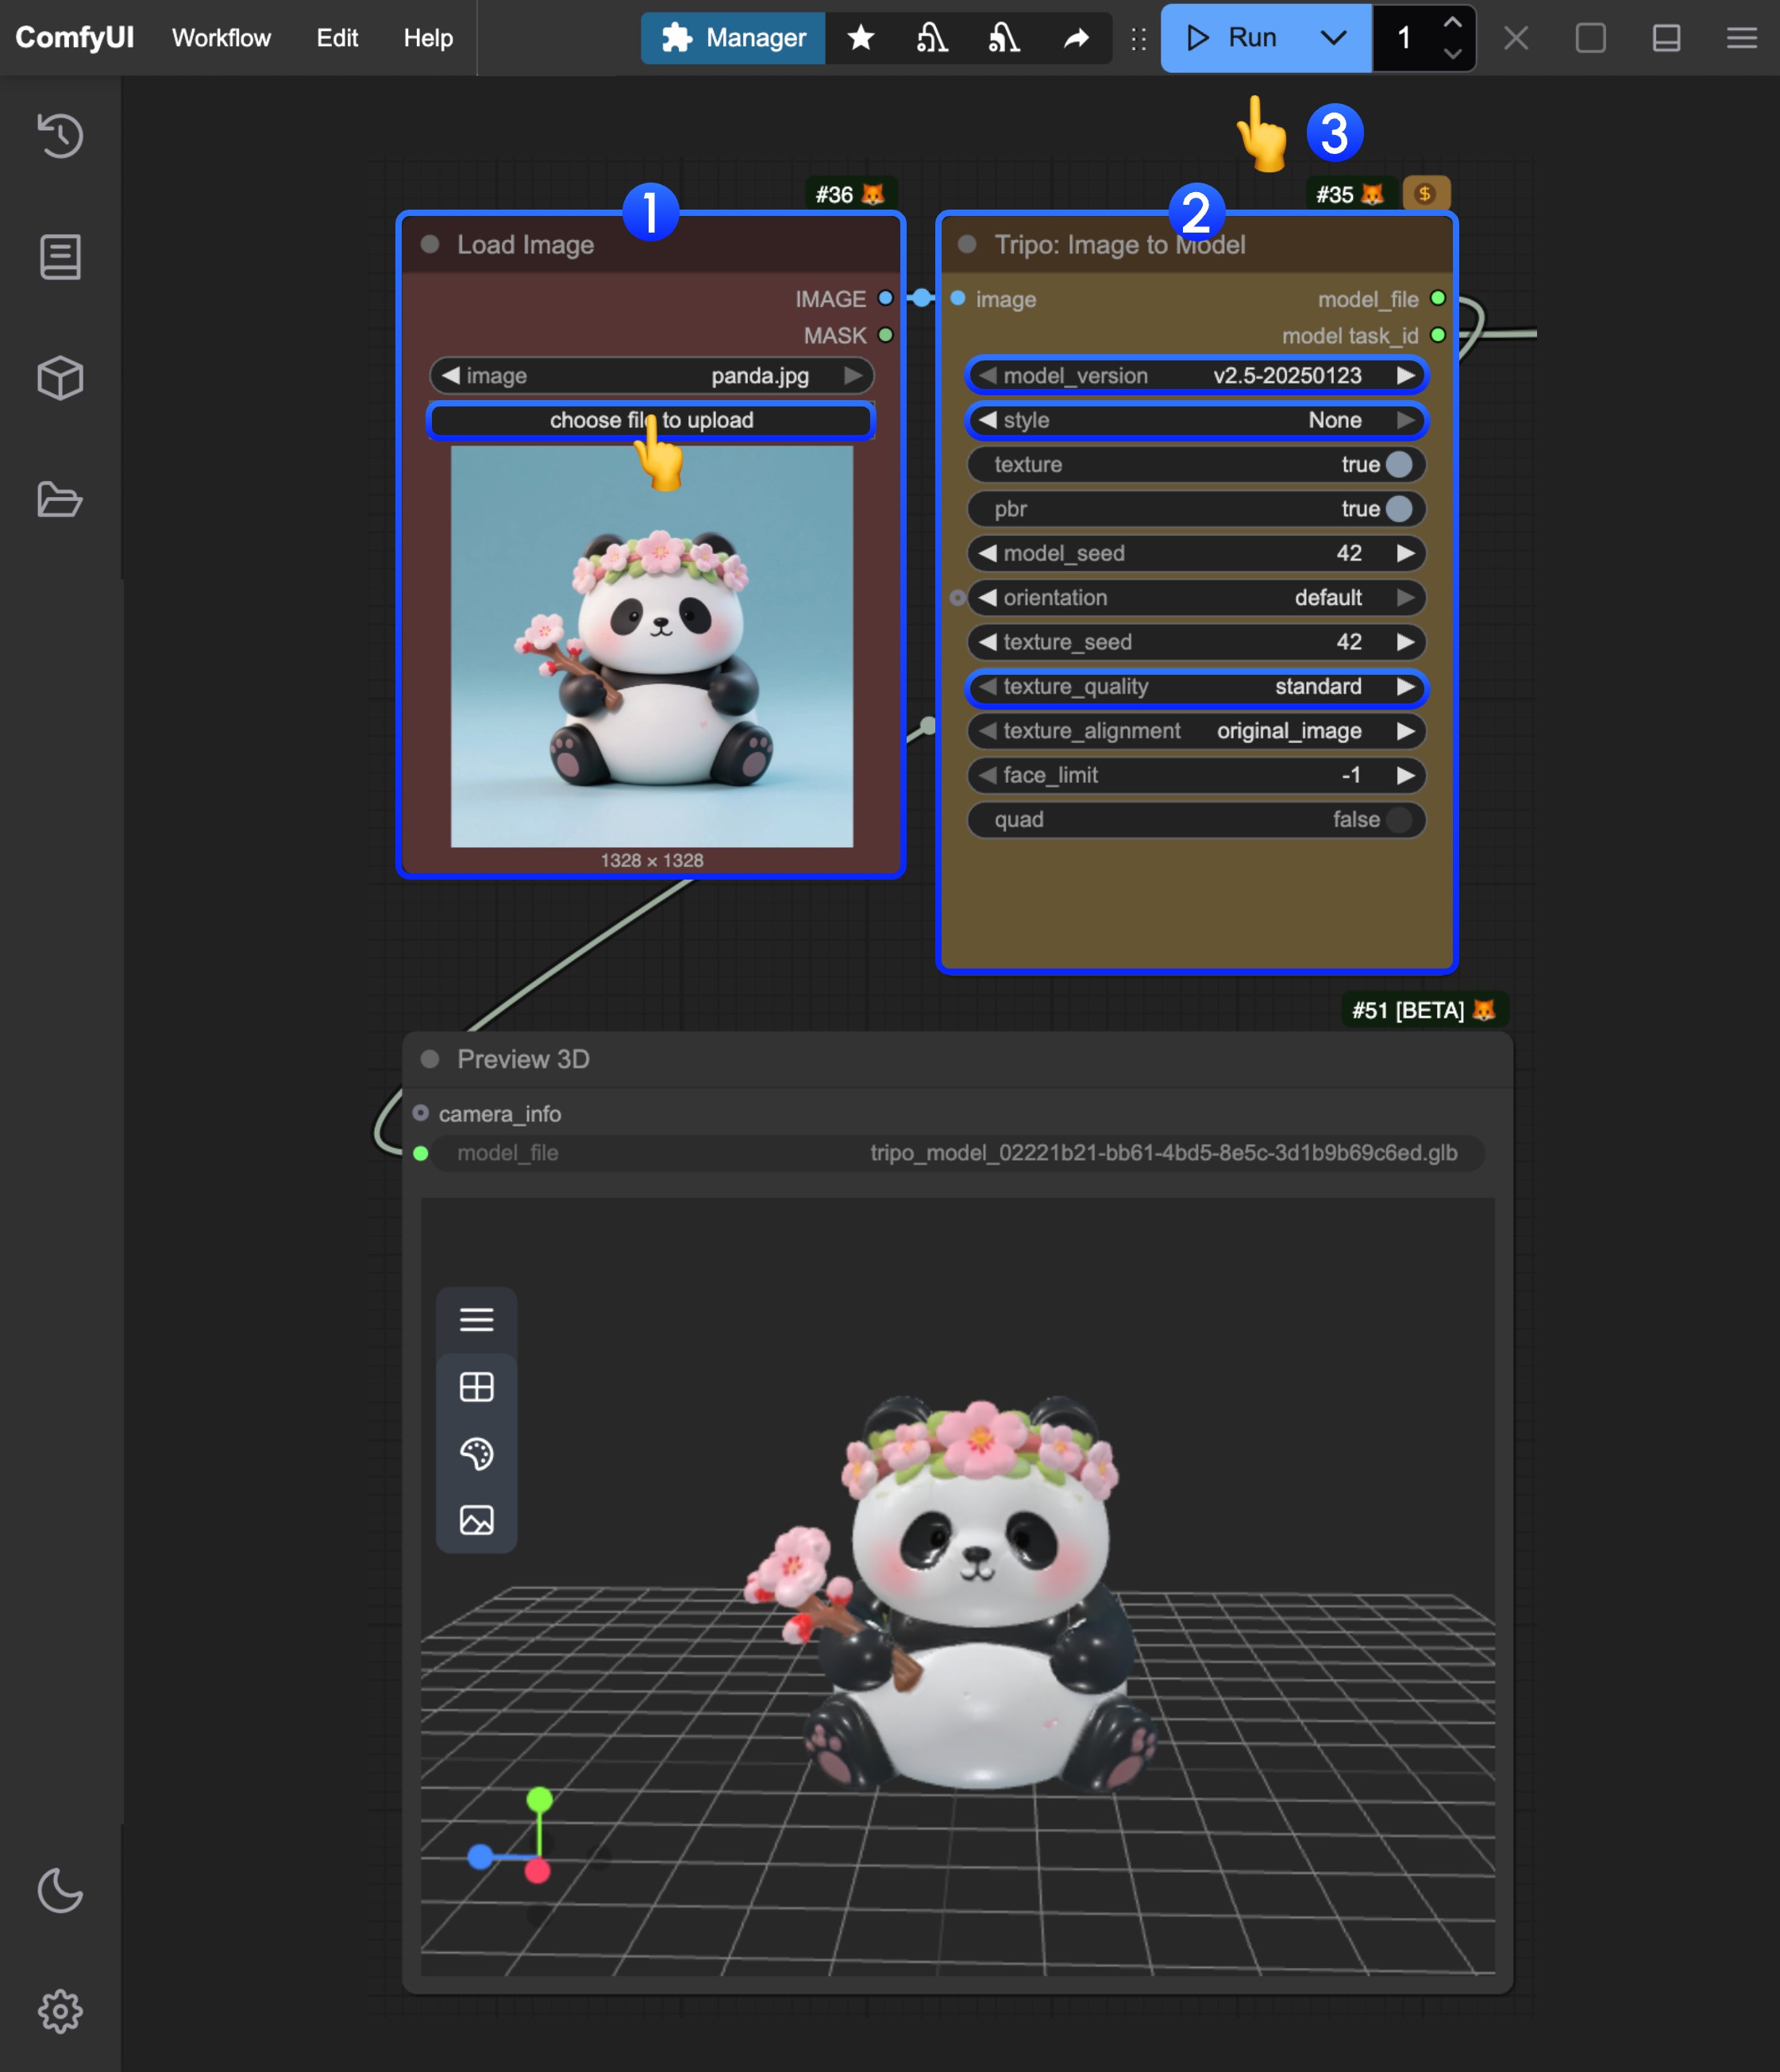 ComfyUI Workflow Edit Help Manager Run 1
3
#36
1
Load Image
IMAGE
MASK
image panda.jpg
choose file to upload
1328 × 1328
#35 $
2
Tripo: Image to Model
image model_file
model task_id
model_version v2.5-20250123
style None
texture true
pbr true
model_seed 42
orientation default
texture_seed 42
texture_quality standard
texture_alignment original_image
face_limit -1
quad false
#51 [BETA]
Preview 3D
camera_info
model_file tripo_model_02221b21-bb61-4bd5-8e5c-3d1b9b69c6ed.glb